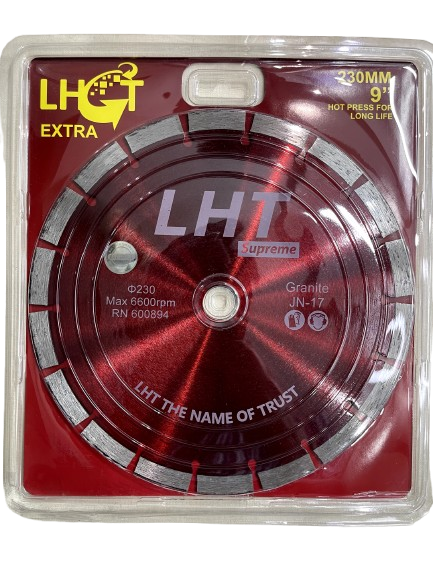 LHGT
EXTRA
230MM
9”
HOT PRESS FOR
LONG LIFE
LHT
Supreme
Φ230
Max 6600rpm
RN 600894
Granite
JN-17
LHT THE NAME OF TRUST